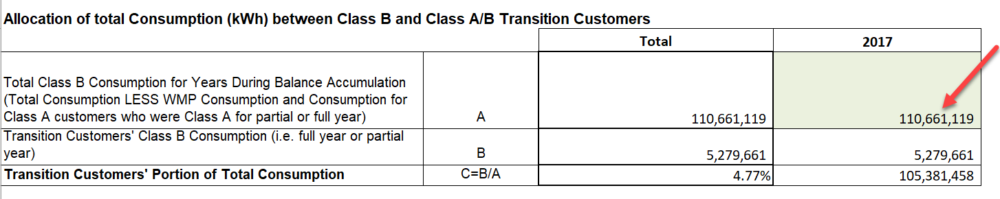 Allocation of total Consumption (kWh) between Class B and Class A/B Transition Customers
Total 2017
Total Class B Consumption for Years During Balance Accumulation
(Total Consumption LESS WMP Consumption and Consumption for
Class A customers who were Class A for partial or full year) A 110,661,119 110,661,119
Transition Customers' Class B Consumption (i.e. full year or partial
year) B 5,279,661 5,279,661
Transition Customers' Portion of Total Consumption C=B/A 4.77% 105,381,458